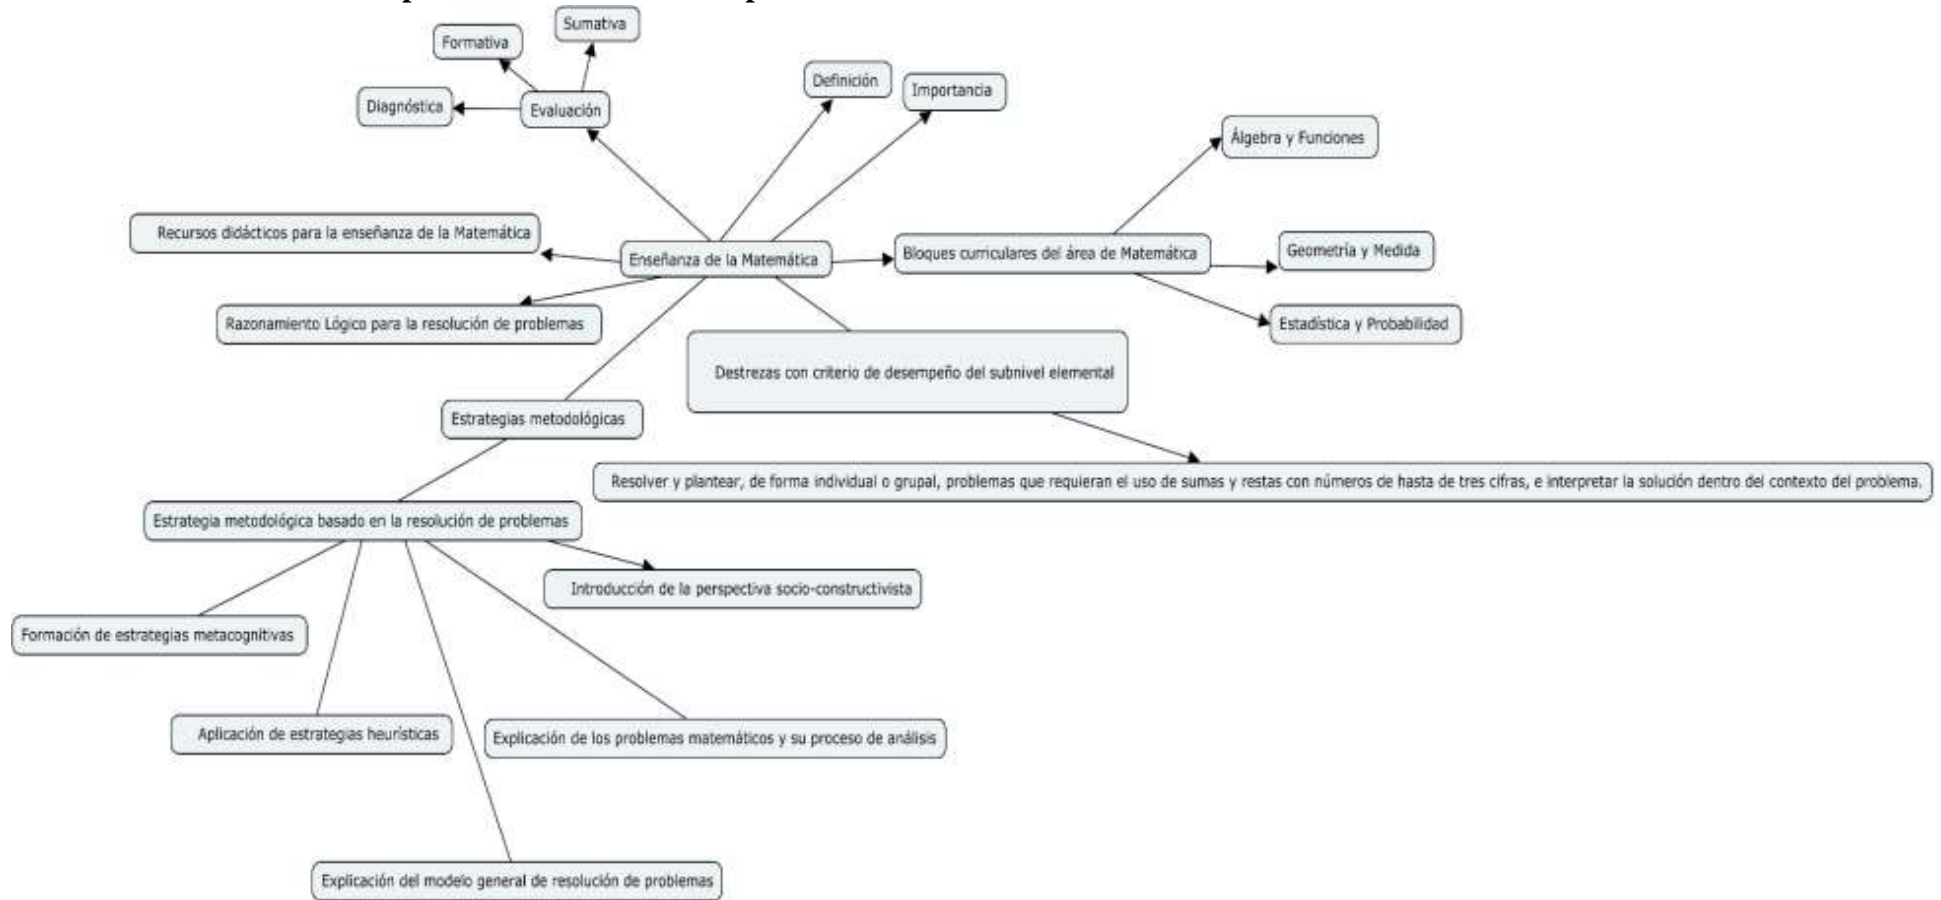 Sumativa
Formativa
Definición
Importancia
Diagnóstica
Evaluación
Álgebra y Funciones
Recursos didácticos para la enseñanza de la Matemática
Enseñanza de la Matemática
Bloques curriculares del área de Matemática
Geometría y Medida
Razonamiento Lógico para la resolución de problemas
Estadística y Probabilidad
Destrezas con criterio de desempeño del subnivel elemental
Estrategias metodológicas
Resolver y plantear, de forma individual o grupal, problemas que requieran el uso de sumas y restas con números de hasta de tres cifras, e interpretar la solución dentro del contexto del problema.
Estrategia metodológica basado en la resolución de problemas
Introducción de la perspectiva socio-constructivista
Formación de estrategias metacognitivas
Aplicación de estrategias heurísticas
Explicación de los problemas matemáticos y su proceso de análisis
Explicación del modelo general de resolución de problemas